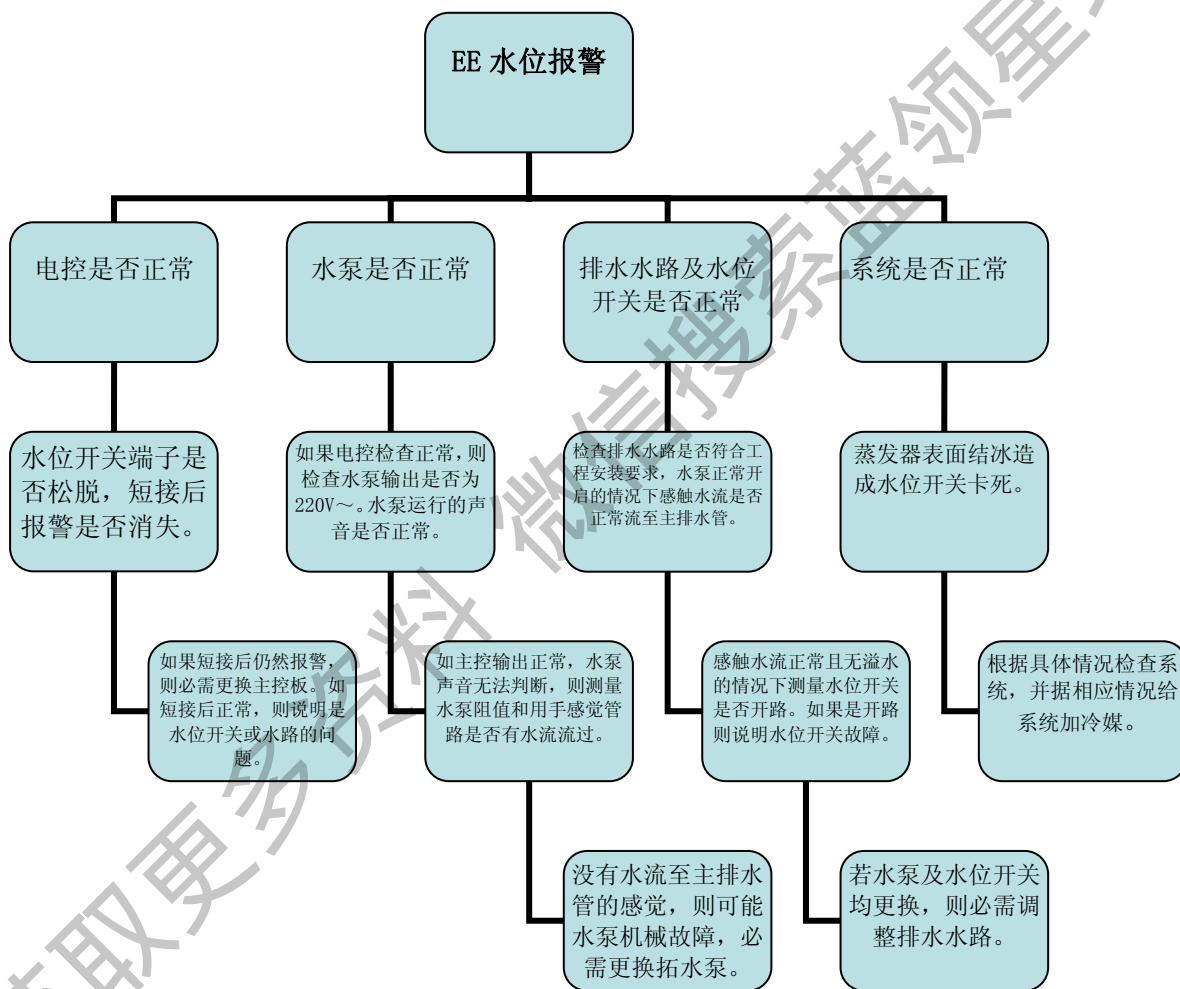 EE 水位报警
电控是否正常
水泵是否正常
排水水路及水位
开关是否正常
系统是否正常
水位开关端子是
否松脱，短接后
报警是否消失。
如果电控检查正常，则
检查水泵输出是否为
220V～。水泵运行的声
音是否正常。
检查排水水路是否符合工
程安装要求，水泵正常开
启的情况下感触水流是否
正常流至主排水管。
蒸发器表面结冰造
成水位开关卡死。
如果短接后仍然报警，
则必需更换主控板。如
短接后正常，则说明是
水位开关或水路的问
题。
如主控输出正常，水泵
声音无法判断，则测量
水泵阻值和用手感觉管
路是否有水流流过。
感触水流正常且无溢水
的情况下测量水位开关
是否开路。如果是开路
则说明水位开关故障。
根据具体情况检查系
统，并据相应情况给
系统加冷媒。
没有水流至主排水
管的感觉，则可能
水泵机械故障，必
需更换拓水泵。
若水泵及水位开关
均更换，则必需调
整排水水路。
取更多资料 微信搜索蓝领星